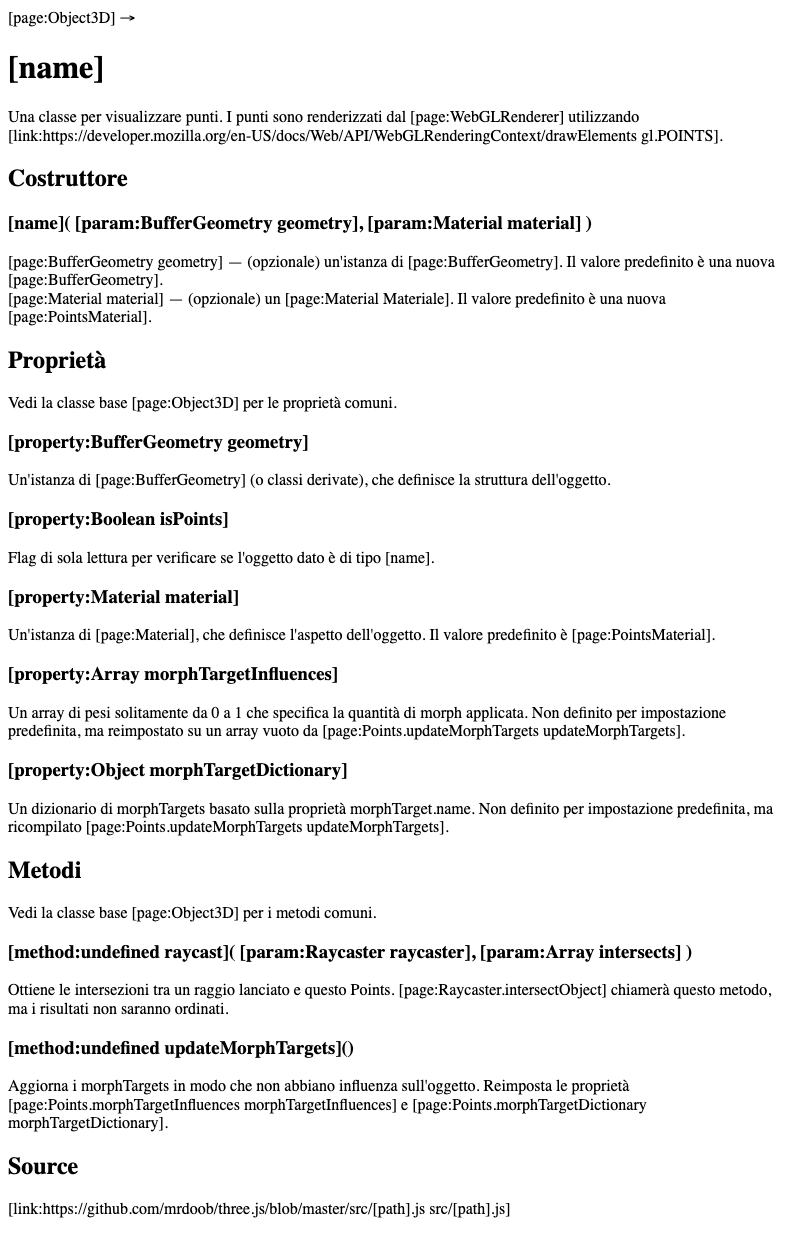 [page:Object3D] →
[name]
Una classe per visualizzare punti. I punti sono renderizzati dal [page:WebGLRenderer] utilizzando
[link:https://developer.mozilla.org/en-US/docs/Web/API/WebGLRenderingContext/drawElements gl.POINTS].
Costruttore
[name]( [param:BufferGeometry geometry], [param:Material material] )
[page:BufferGeometry geometry] — (opzionale) un'istanza di [page:BufferGeometry]. Il valore predefinito è una nuova
[page:BufferGeometry].
[page:Material material] — (opzionale) un [page:Material Materiale]. Il valore predefinito è una nuova
[page:PointsMaterial].
Proprietà
Vedi la classe base [page:Object3D] per le proprietà comuni.
[property:BufferGeometry geometry]
Un'istanza di [page:BufferGeometry] (o classi derivate), che definisce la struttura dell'oggetto.
[property:Boolean isPoints]
Flag di sola lettura per verificare se l'oggetto dato è di tipo [name].
[property:Material material]
Un'istanza di [page:Material], che definisce l'aspetto dell'oggetto. Il valore predefinito è [page:PointsMaterial].
[property:Array morphTargetInfluences]
Un array di pesi solitamente da 0 a 1 che specifica la quantità di morph applicata. Non definito per impostazione
predefinita, ma reimpostato su un array vuoto da [page:Points.updateMorphTargets updateMorphTargets].
[property:Object morphTargetDictionary]
Un dizionario di morphTargets basato sulla proprietà morphTarget.name. Non definito per impostazione predefinita, ma
ricompilato [page:Points.updateMorphTargets updateMorphTargets].
Metodi
Vedi la classe base [page:Object3D] per i metodi comuni.
[method:undefined raycast]( [param:Raycaster raycaster], [param:Array intersects] )
Ottiene le intersezioni tra un raggio lanciato e questo Points. [page:Raycaster.intersectObject] chiamerà questo metodo,
ma i risultati non saranno ordinati.
[method:undefined updateMorphTargets]()
Aggiorna i morphTargets in modo che non abbiano influenza sull'oggetto. Reimposta le proprietà
[page:Points.morphTargetInfluences morphTargetInfluences] e [page:Points.morphTargetDictionary
morphTargetDictionary].
Source
[link:https://github.com/mrdoob/three.js/blob/master/src/[path].js src/[path].js]